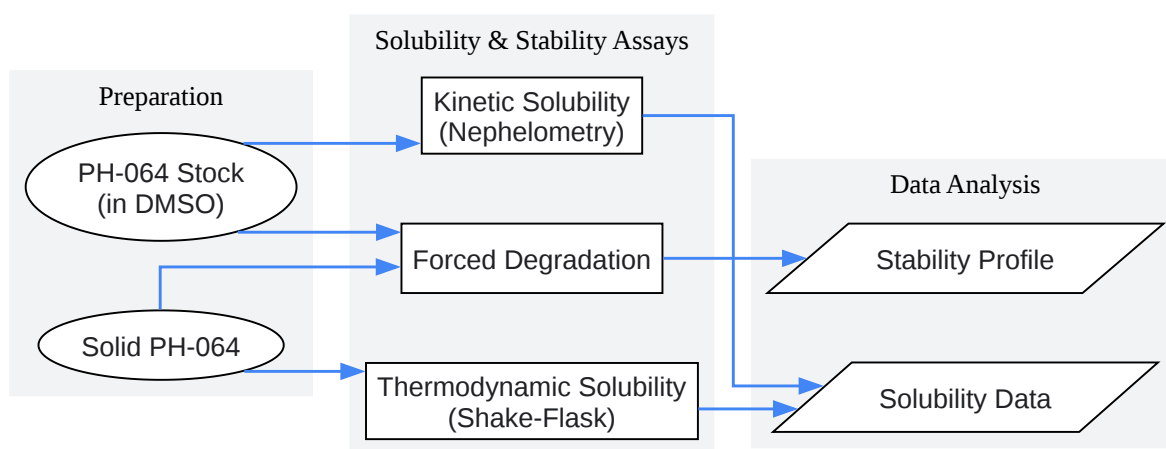 Preparation
PH-064 Stock
(in DMSO)
Solid PH-064
Solubility & Stability Assays
Kinetic Solubility
(Nephelometry)
Forced Degradation
Thermodynamic Solubility
(Shake-Flask)
Data Analysis
Stability Profile
Solubility Data